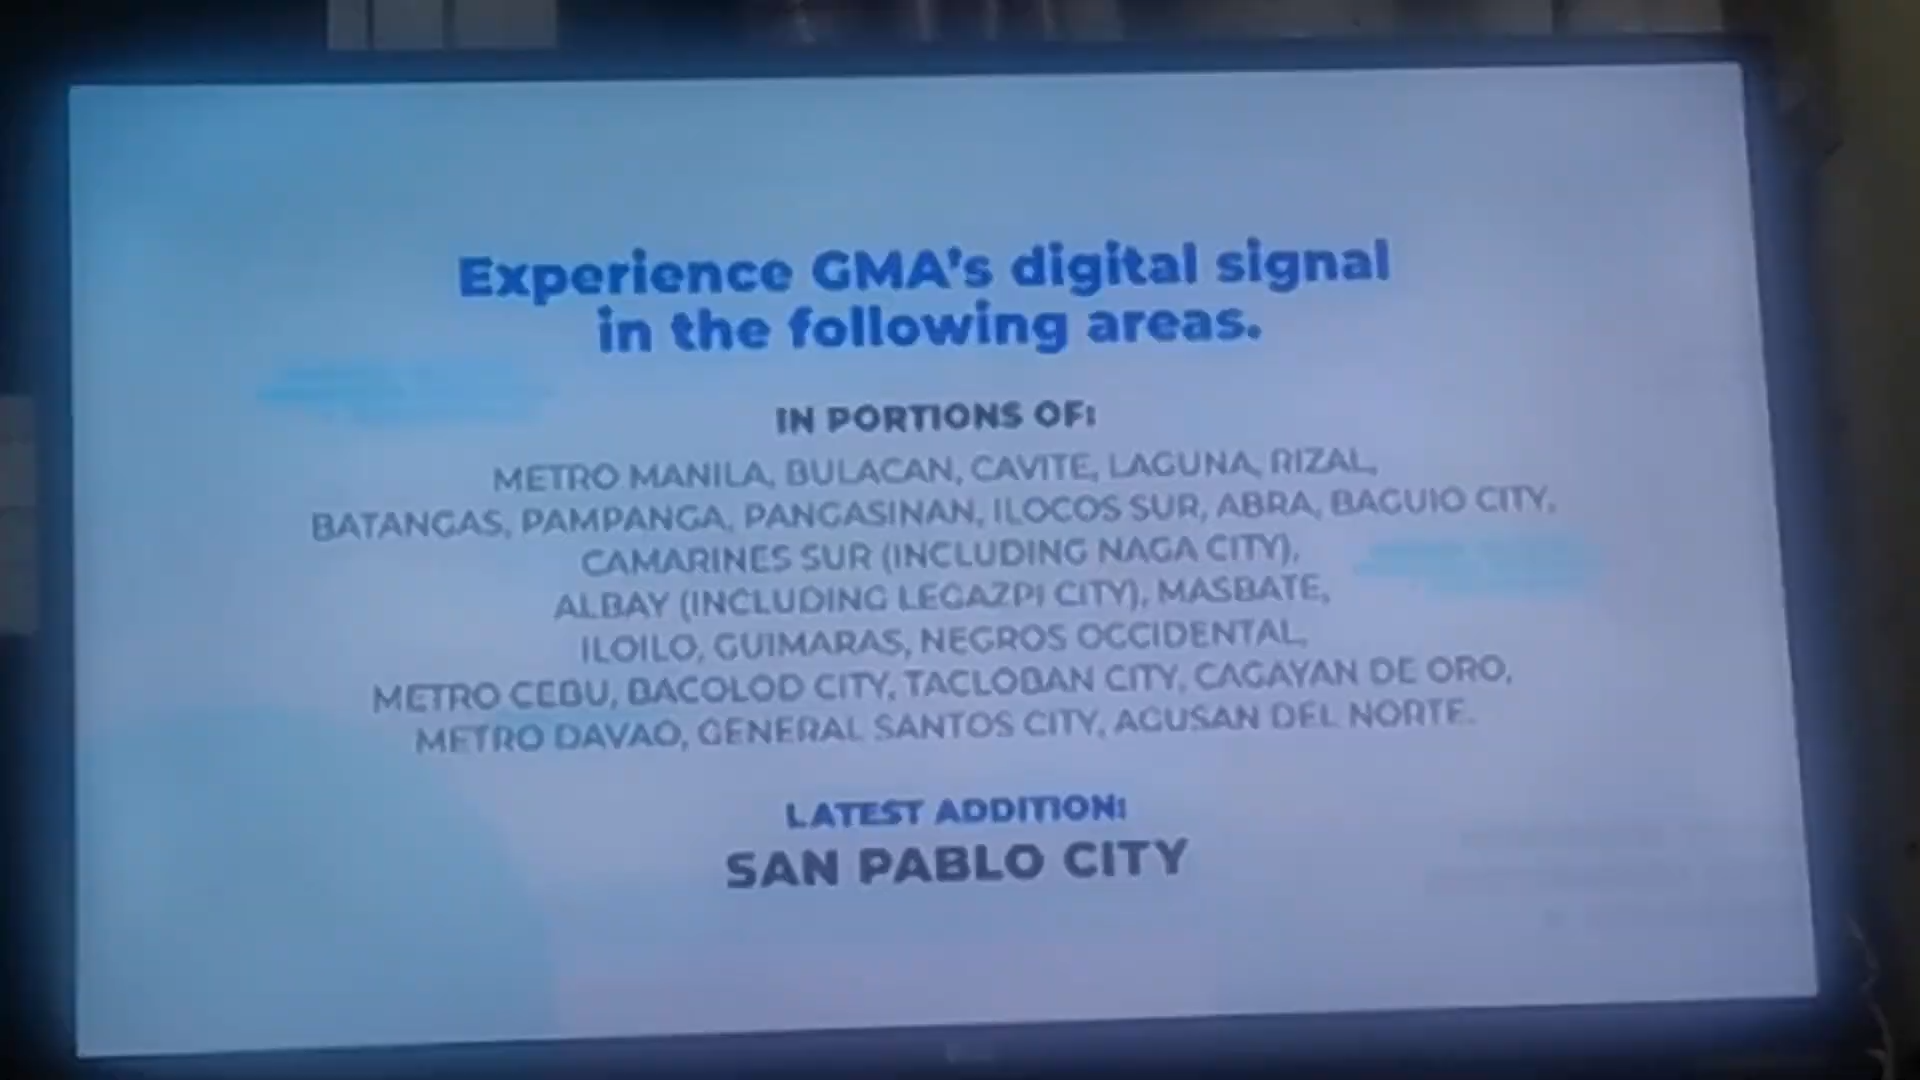 Experience GMA's digital signal
in the following areas.
IN PORTIONS OF:
METRO MANILA, BULACAN, CAVITE, LAGUNA, RIZAL,
BATANGAS, PAMPANGA, PANGASINAN, ILOCOS SUR, ABRA, BAGUIO CITY,
CAMARINES SUR (INCLUDING NAGA CITY),
ALBAY (INCLUDING LEGAZPI CITY), MASBATE,
ILOILO, GUIMARAS, NEGROS OCCIDENTAL,
METRO CEBU, BACOLOD CITY, TACLOBAN CITY, CAGAYAN DE ORO,
METRO DAVAO, GENERAL SANTOS CITY, AGUSAN DEL NORTE.
LATEST ADDITION:
SAN PABLO CITY